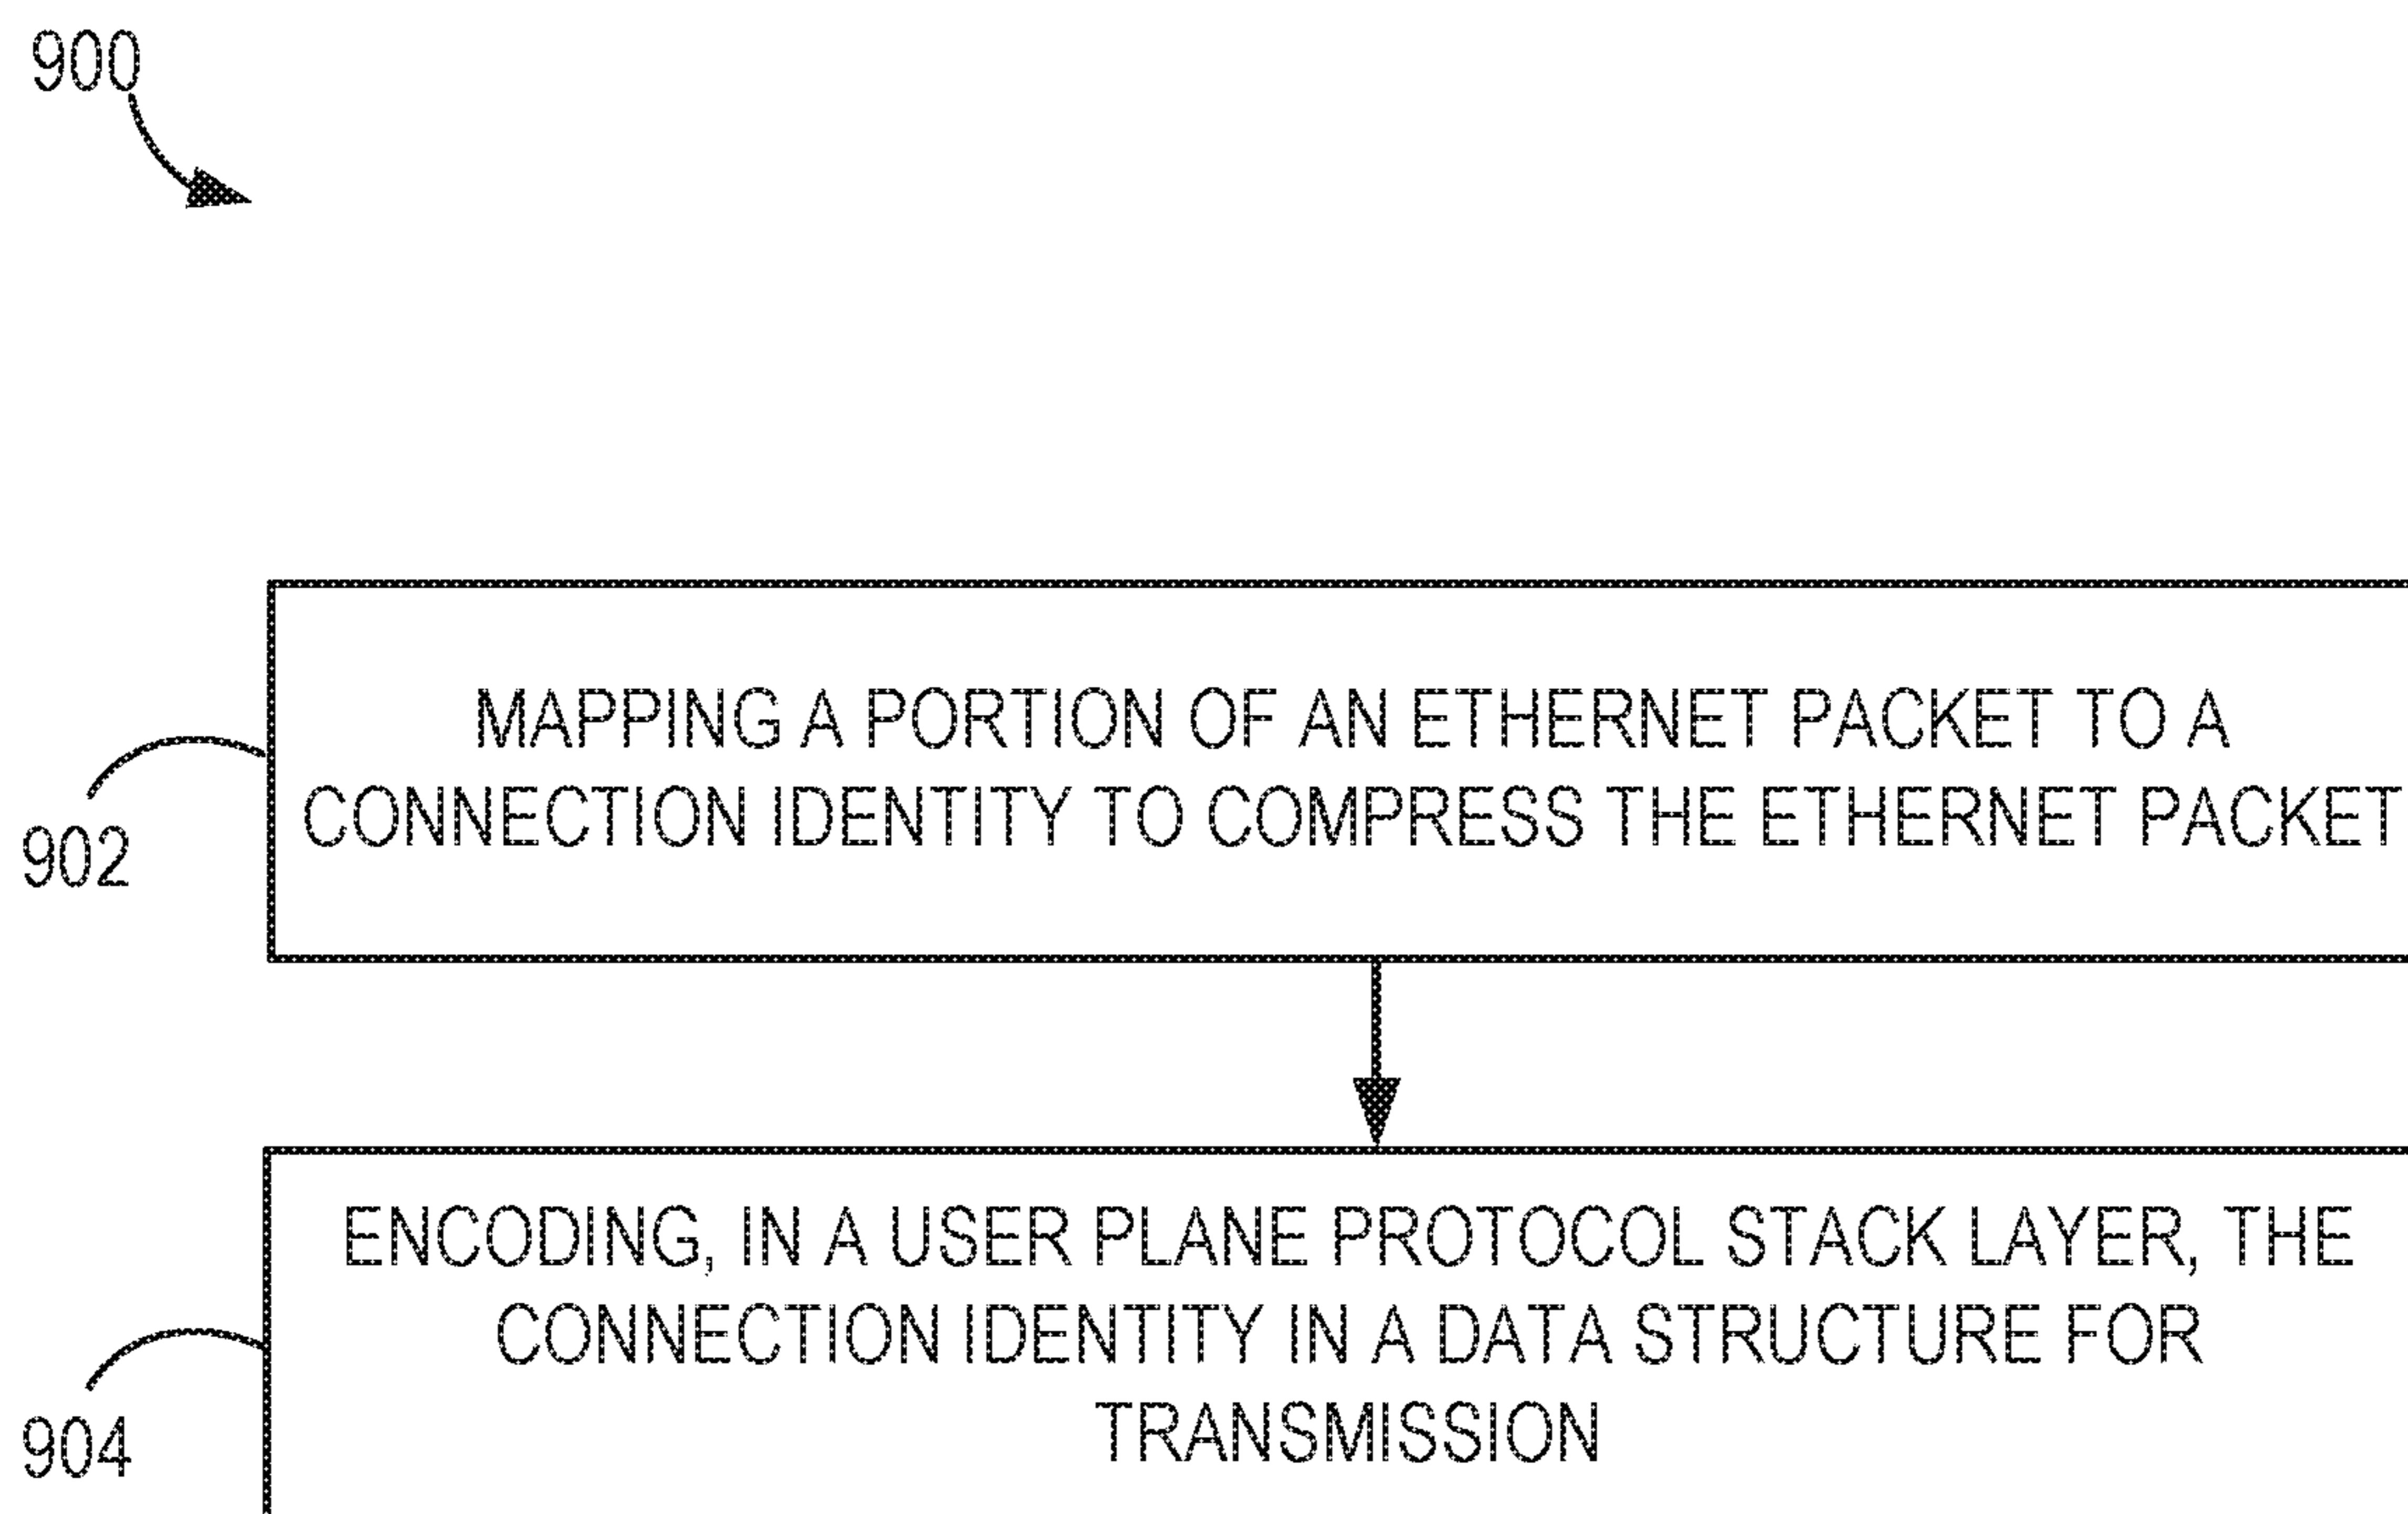 900
MAPPING A PORTION OF AN ETHERNET PACKET TO A
CONNECTION IDENTITY TO COMPRESS THE ETHERNET PACKET
902
ENCODING, IN A USER PLANE PROTOCOL STACK LAYER, THE
CONNECTION IDENTITY IN A DATA STRUCTURE FOR
TRANSMISSION
904